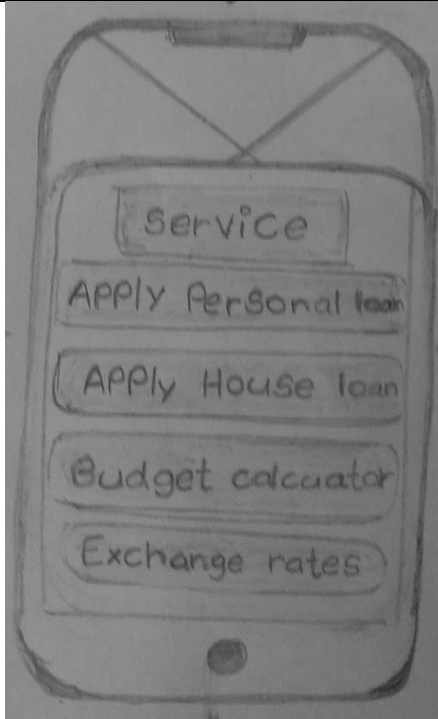 Service
Apply Personal loan
Apply House loan
Budget calcuator
Exchange rates